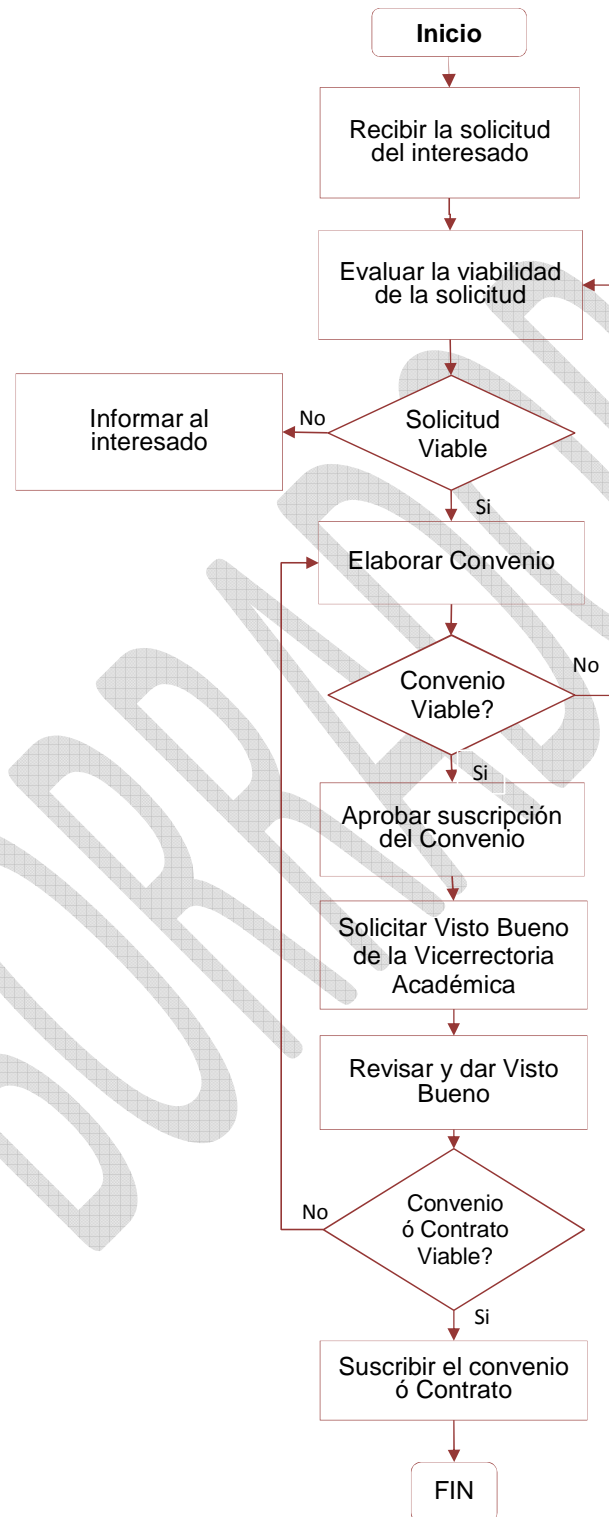 Inicio
Recibir la solicitud
del interesado
Evaluar la viabilidad
de la solicitud
Informar al
interesado
No
Solicitud
Viable
Si
Elaborar Convenio
Convenio
Viable?
No
Si
Aprobar suscripción
del Convenio
Solicitar Visto Bueno
de la Vicerrectoria
Académica
Revisar y dar Visto
Bueno
No
Convenio
ó Contrato
Viable?
Si
Suscribir el convenio
ó Contrato
FIN
BORRADOR